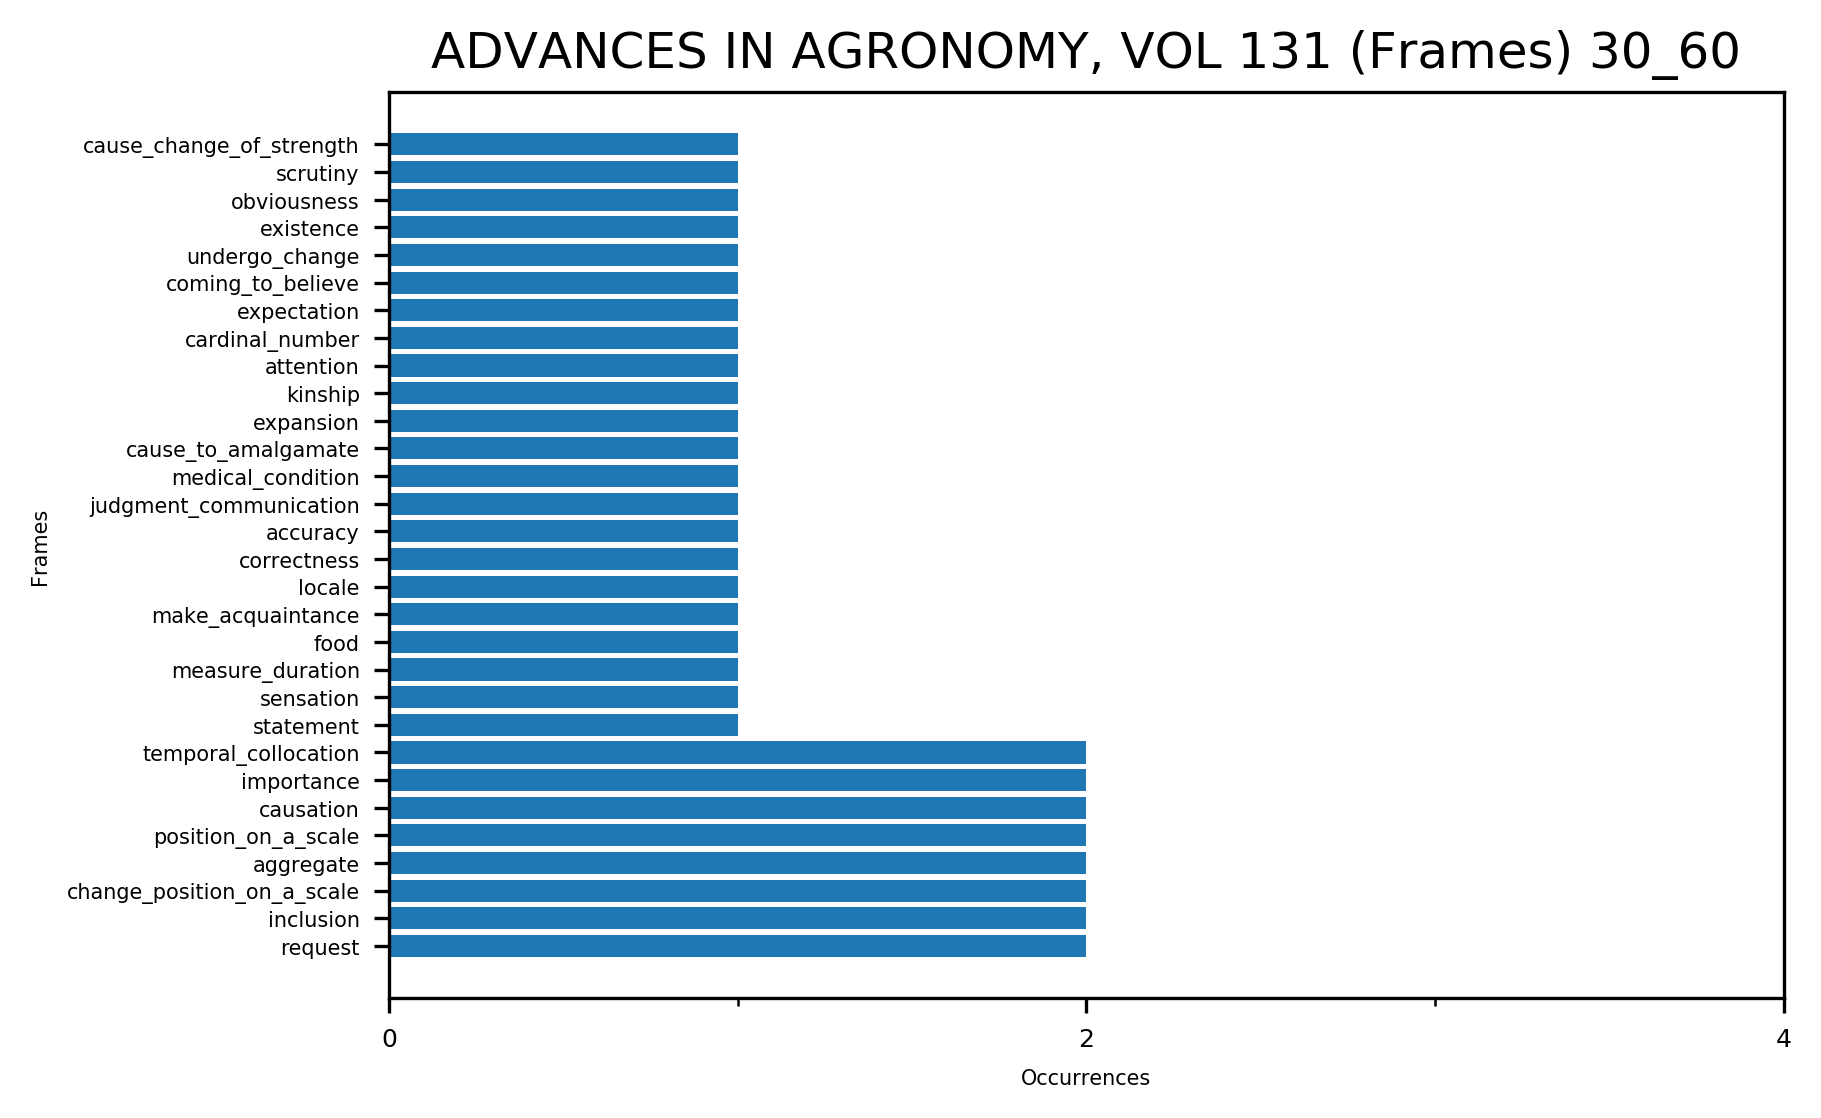 ADVANCES IN AGRONOMY, VOL 131 (Frames) 30_60
cause_change_of_strength
scrutiny
obviousness
existence
undergo_change
coming_to_believe
expectation
cardinal_number
attention
kinship
expansion
cause_to_amalgamate
medical_condition
judgment_communication
accuracy
correctness
locale
make_acquaintance
food
measure_duration
sensation
statement
temporal_collocation
importance
causation
position_on_a_scale
aggregate
change_position_on_a_scale
inclusion
request
Frames
0 2 4
Occurrences